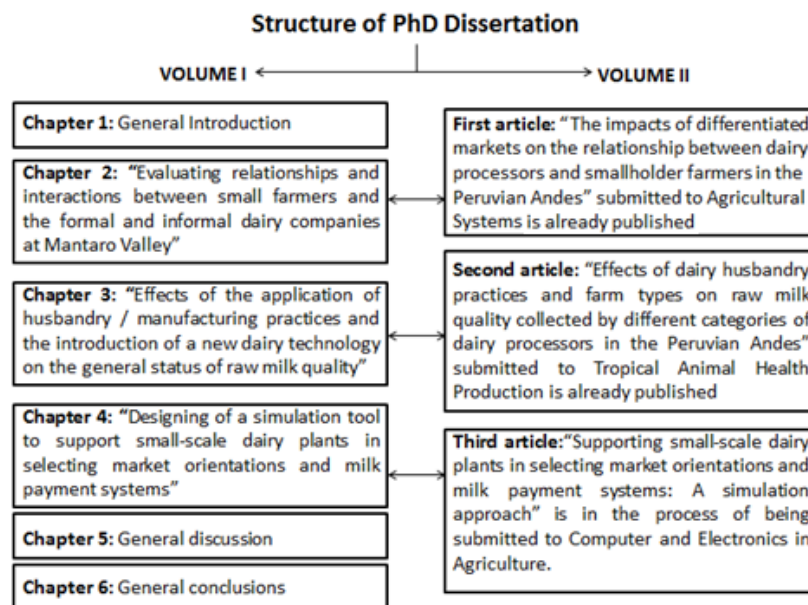 Structure of PhD Dissertation
VOLUME I
VOLUME II
Chapter 1: General Introduction
Chapter 2: “Evaluating relationships and
interactions between small farmers and
the formal and informal dairy companies
at Mantaro Valley”
Chapter 3: “Effects of the application of
husbandry / manufacturing practices and
the introduction of a new dairy technology
on the general status of raw milk quality”
Chapter 4: “Designing of a simulation tool
to support small-scale dairy plants in
selecting market orientations and milk
payment systems”
Chapter 5: General discussion
Chapter 6: General conclusions
First article: “The impacts of differentiated
markets on the relationship between dairy
processors and smallholder farmers in the
Peruvian Andes” submitted to Agricultural
Systems is already published
Second article: “Effects of dairy husbandry
practices and farm types on raw milk
quality collected by different categories of
dairy processors in the Peruvian Andes”
submitted to Tropical Animal Health
Production is already published
Third article:“Supporting small-scale dairy
plants in selecting market orientations and
milk payment systems: A simulation
approach” is in the process of being
submitted to Computer and Electronics in
Agriculture.